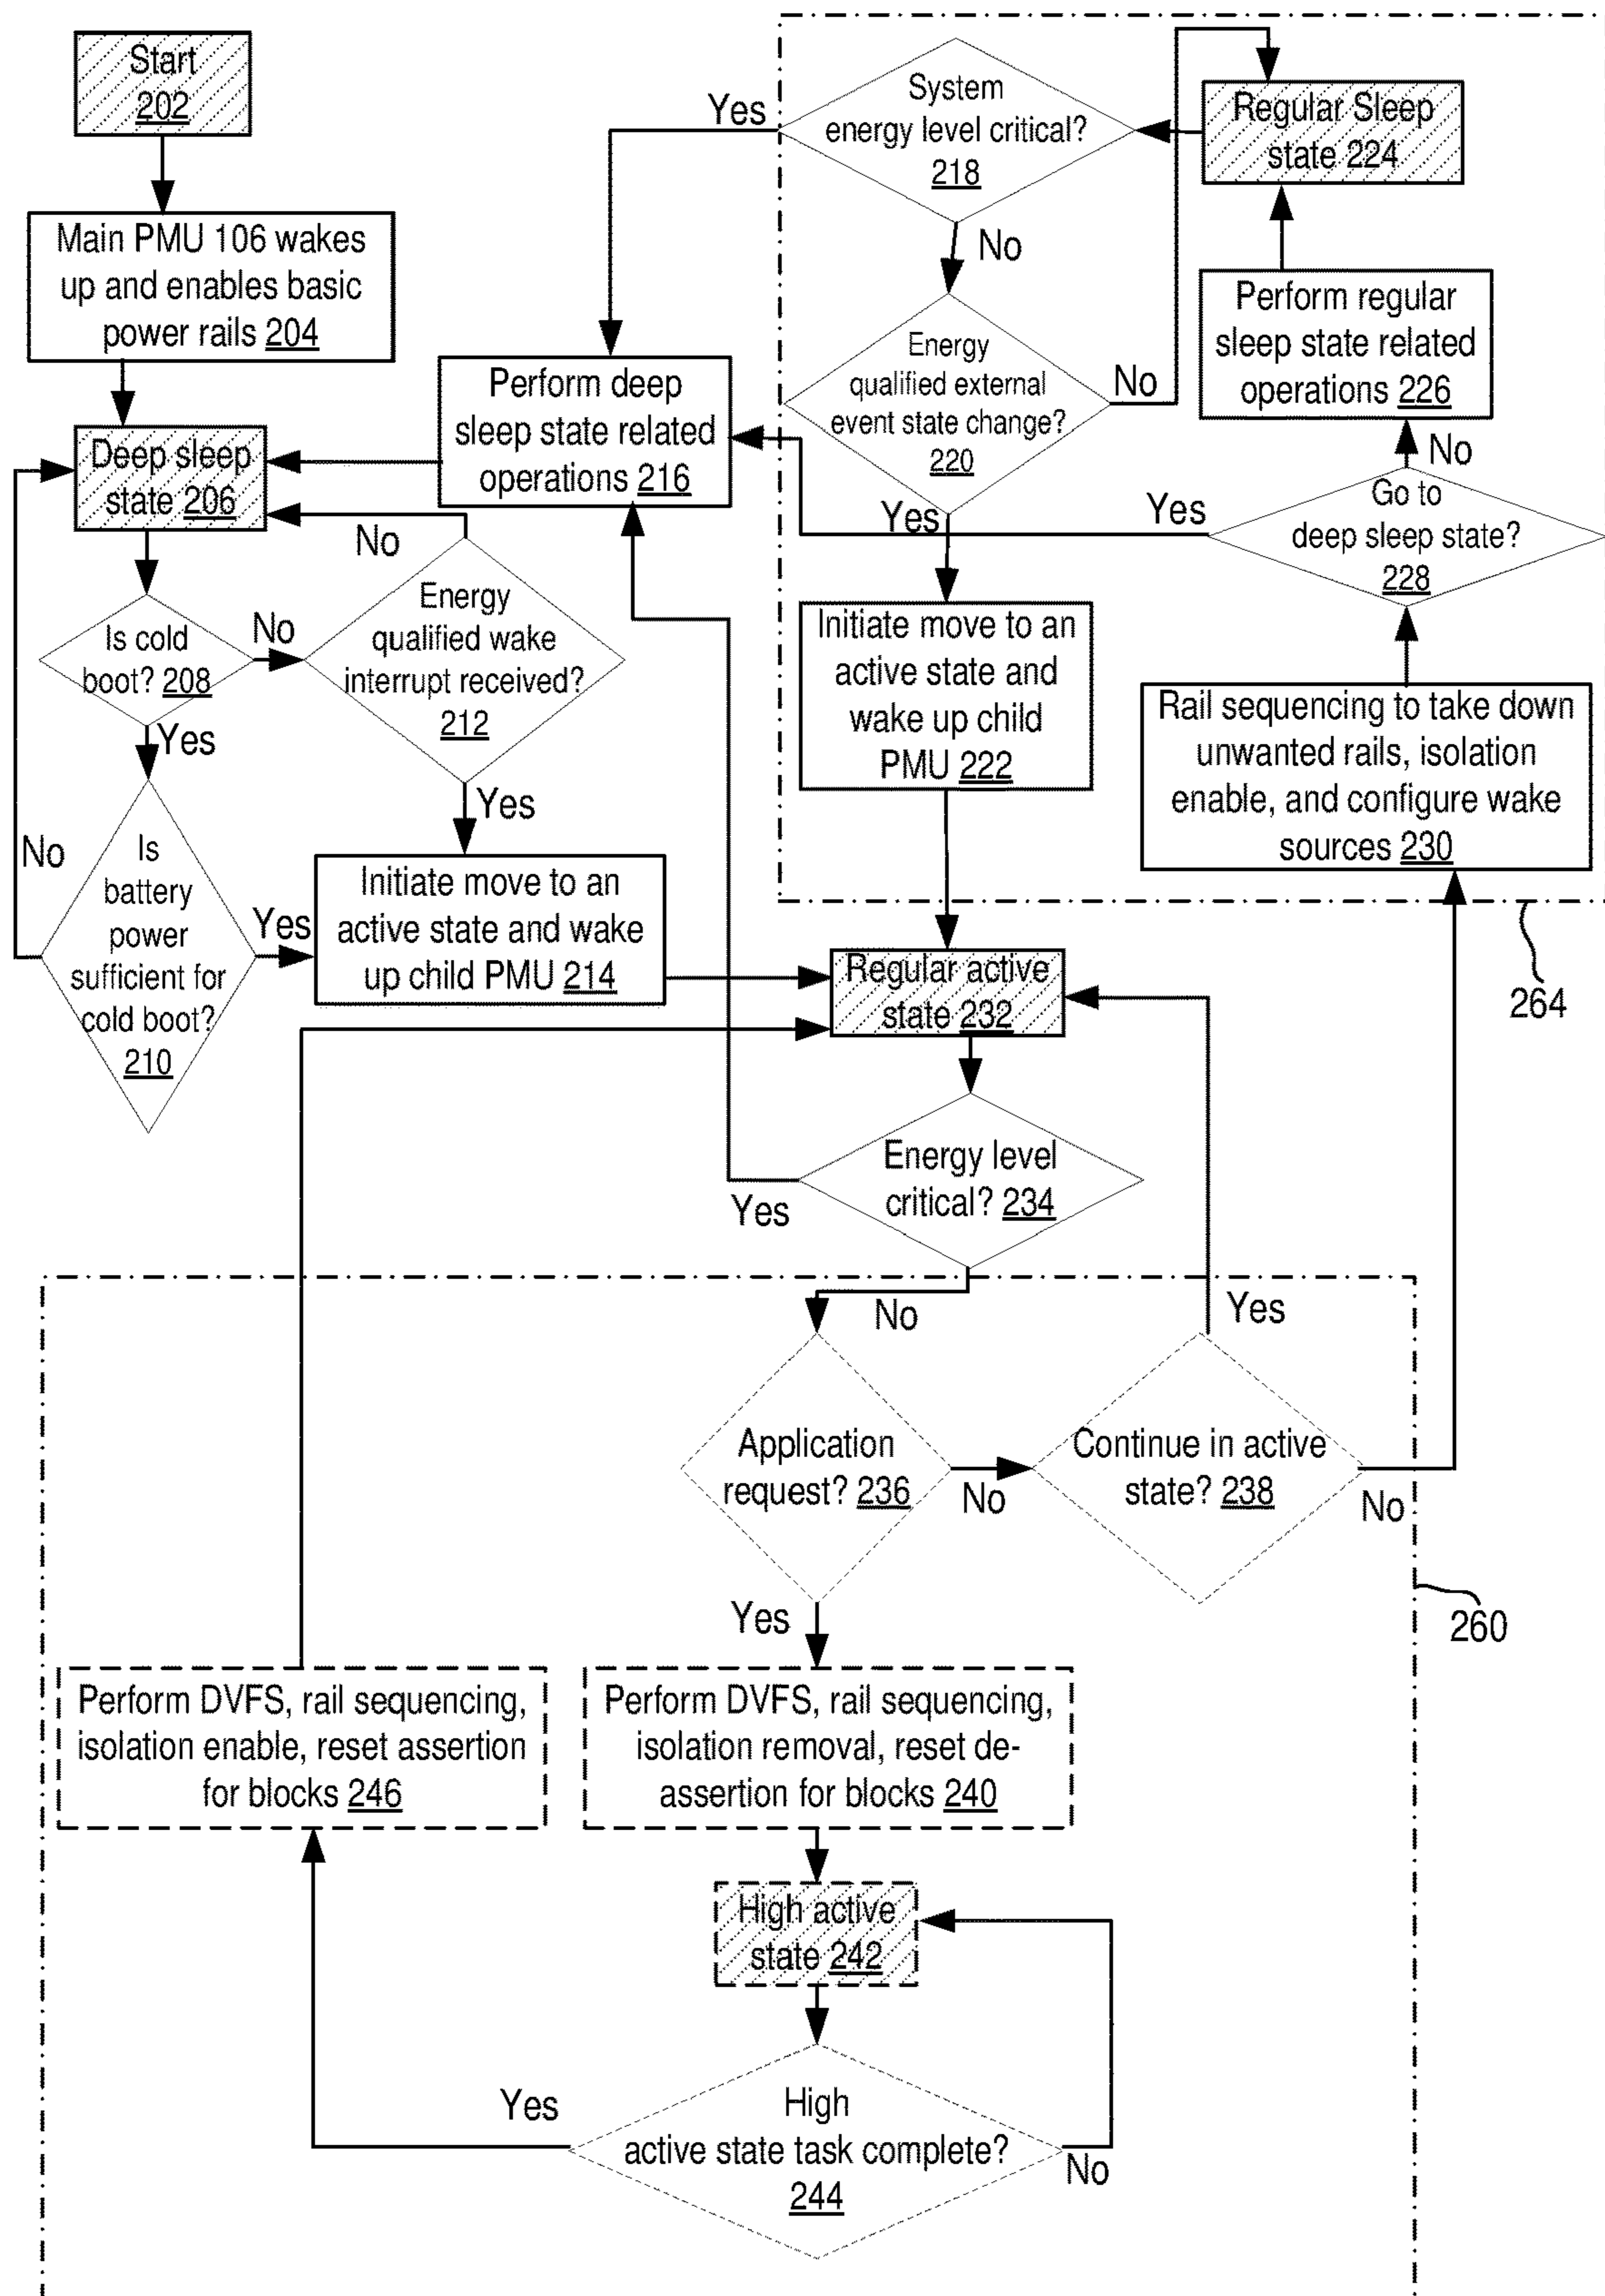 Start
202
Main PMU 106 wakes
up and enables basic
power rails 204
Deep sleep
state 206
Is cold
boot? 208
No
Yes
Is
battery
power
sufficient for
cold boot?
210
No
Yes
Energy
qualified wake
interrupt received?
212
No
Yes
Initiate move to an
active state and wake
up child PMU 214
Perform deep
sleep state related
operations 216
System
energy level critical?
218
Yes
No
Energy
qualified external
event state change?
220
No
Yes
Initiate move to an
active state and
wake up child
PMU 222
Regular Sleep
state 224
Perform regular
sleep state related
operations 226
No
Go to
deep sleep state?
228
Yes
Rail sequencing to take down
unwanted rails, isolation
enable, and configure wake
sources 230
264
Regular active
state 232
Energy level
critical? 234
Yes
No
Application
request? 236
No
Yes
Continue in active
state? 238
Yes
No
260
Perform DVFS, rail sequencing,
isolation removal, reset de-
assertion for blocks 240
High active
state 242
High
active state task complete?
244
No
Yes
Perform DVFS, rail sequencing,
isolation enable, reset assertion
for blocks 246